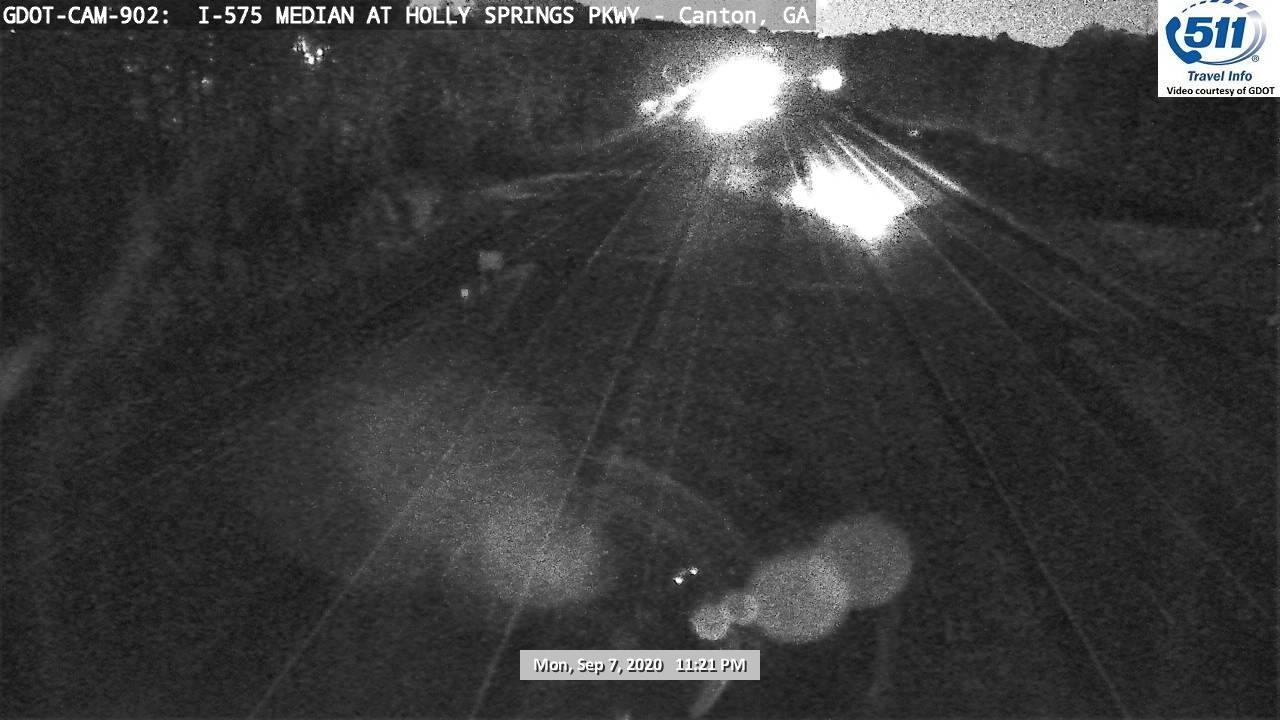 GDOT-CAM-902: I-575 MEDIAN AT HOLLY SPRINGS PKWY - Canton, GA
511
®
Travel Info
Video courtesy of GDOT
Mon, Sep 7, 2020 11:21 PM